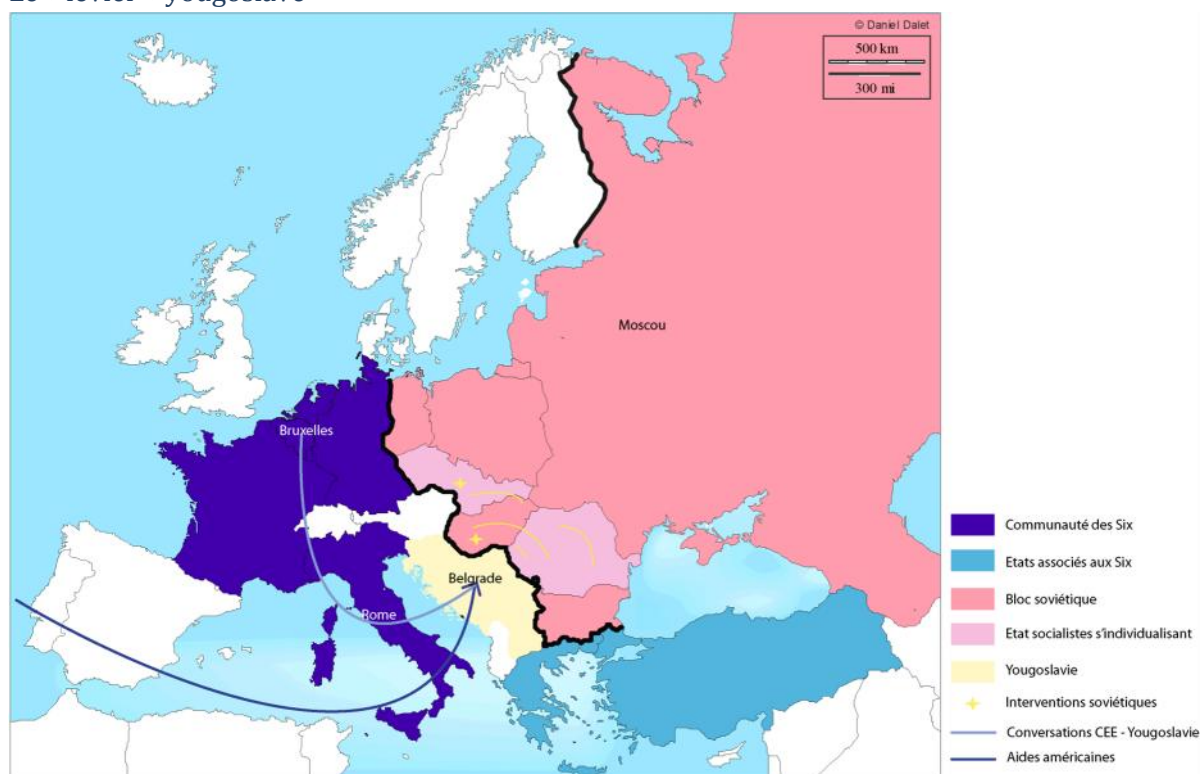 © Daniel Dalet
500 km
300 mi
Moscou
Bruxelles
Belgrade
Rome
Communauté des Six
Etats associés aux Six
Bloc soviétique
Etat socialistes s'individualisant
Yougoslavie
Interventions soviétiques
Conversations CEE - Yougoslavie
Aides américaines